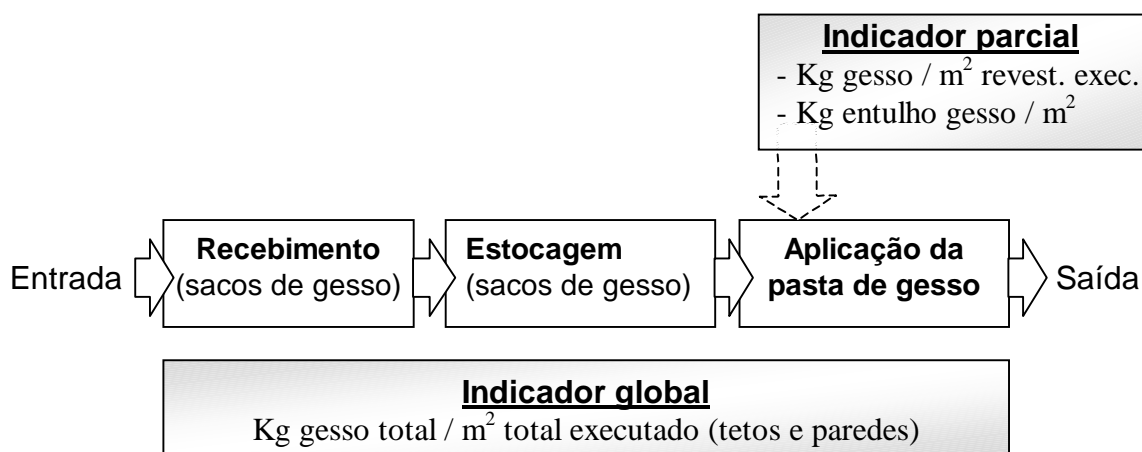 Indicador parcial
- Kg gesso / m² revest. exec.
- Kg entulho gesso / m²
Entrada
Recebimento
(sacos de gesso)
Estocagem
(sacos de gesso)
Aplicação da
pasta de gesso
Saída
Indicador global
Kg gesso total / m² total executado (tetos e paredes)